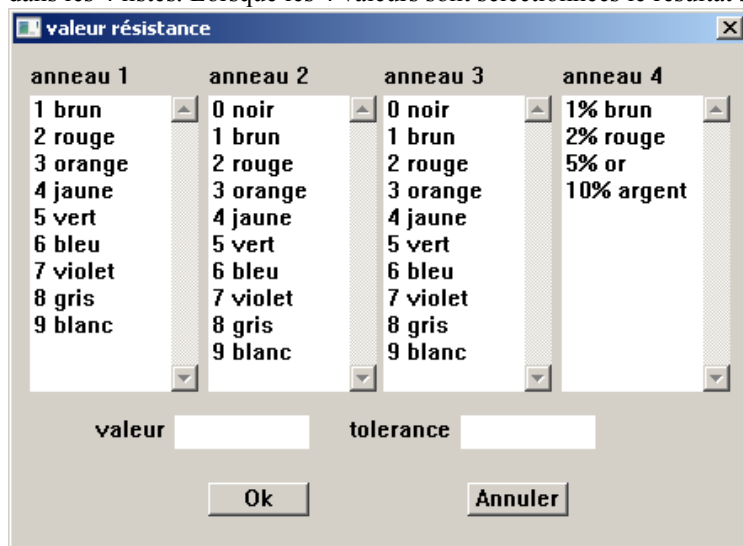 valeur résistance
anneau 1 anneau 2 anneau 3 anneau 4
1 brun 0 noir 0 noir 1% brun
2 rouge 1 brun 1 brun 2% rouge
3 orange 2 rouge 2 rouge 5% or
4 jaune 3 orange 3 orange 10% argent
5 vert 4 jaune 4 jaune
6 bleu 5 vert 5 vert
7 violet 6 bleu 6 bleu
8 gris 7 violet 7 violet
9 blanc 8 gris 8 gris
9 blanc 9 blanc
valeur tolerance
Ok Annuler